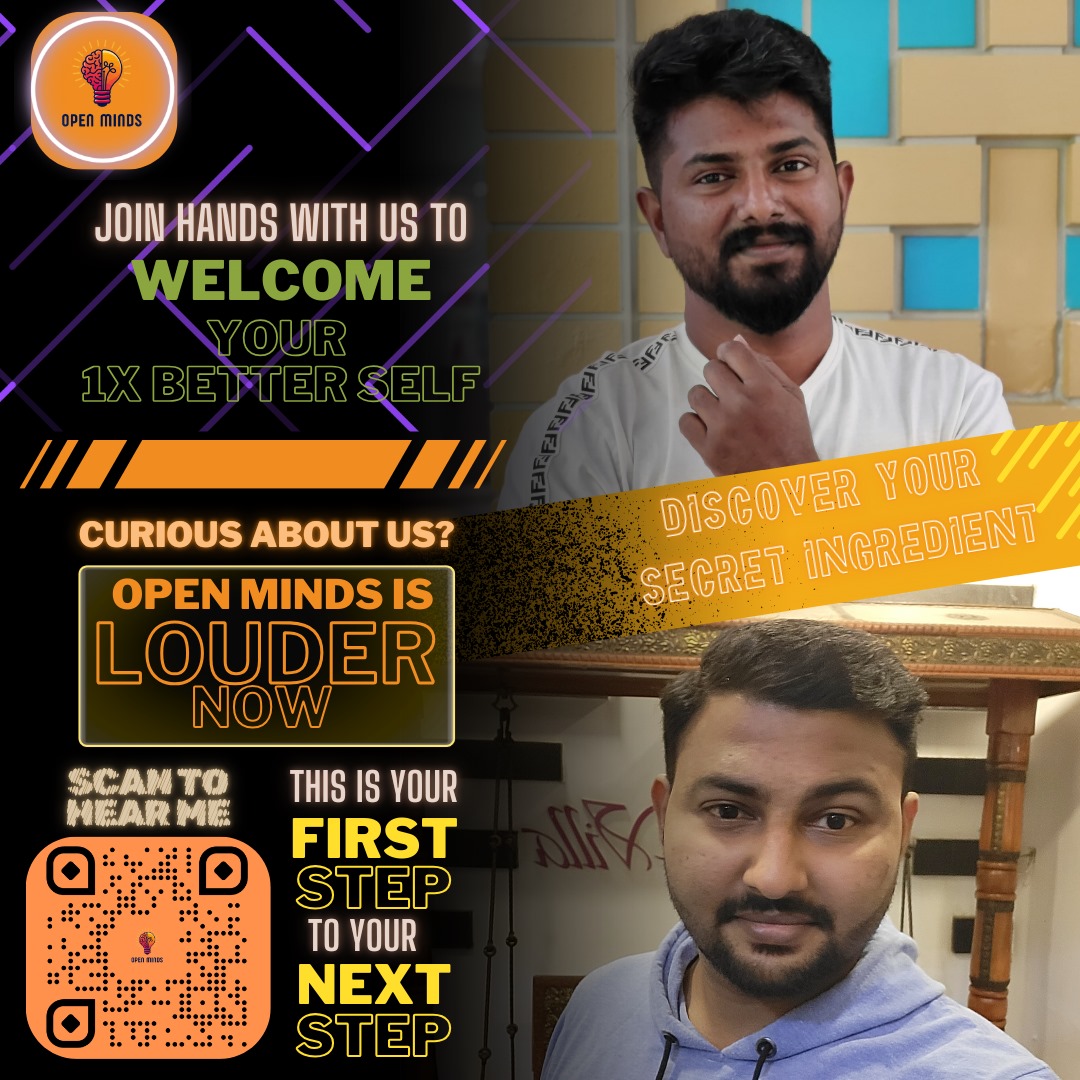 OPEN MINDS
JOIN HANDS WITH US TO
WELCOME
YOUR
1X BETTER SELF
DISCOVER YOUR
SECRET INGREDIENT
CURIOUS ABOUT US?
OPEN MINDS IS
LOUDER
NOW
SCAN TO
HEAR ME
OPEN MINDS
THIS IS YOUR
FIRST
STEP
TO YOUR
NEXT
STEP
Villa